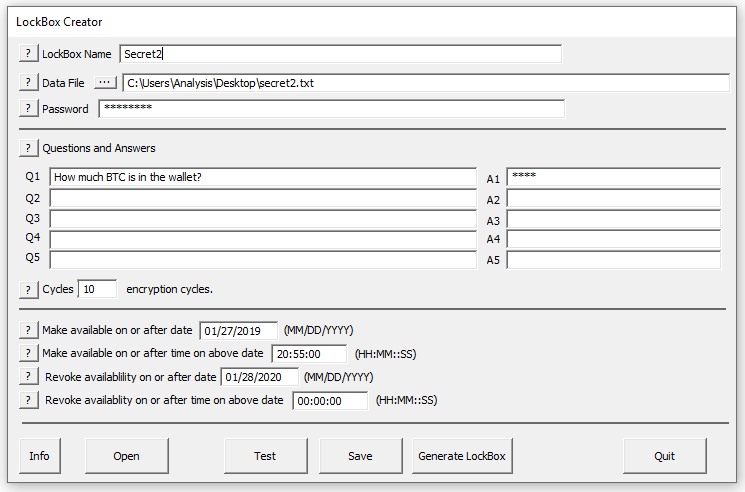 LockBox Creator
? LockBox Name Secret2
? Data File ... C:\Users\Analysis\Desktop\secret2.txt
? Password ********
? Questions and Answers
Q1 How much BTC is in the wallet? A1 ****
Q2 A2
Q3 A3
Q4 A4
Q5 A5
? Cycles 10 encryption cycles.
? Make available on or after date 01/27/2019 (MM/DD/YYYY)
? Make available on or after time on above date 20:55:00 (HH:MM::SS)
? Revoke availablility on or after date 01/28/2020 (MM/DD/YYYY)
? Revoke availablity on or after time on above date 00:00:00 (HH:MM::SS)
Info Open Test Save Generate LockBox Quit